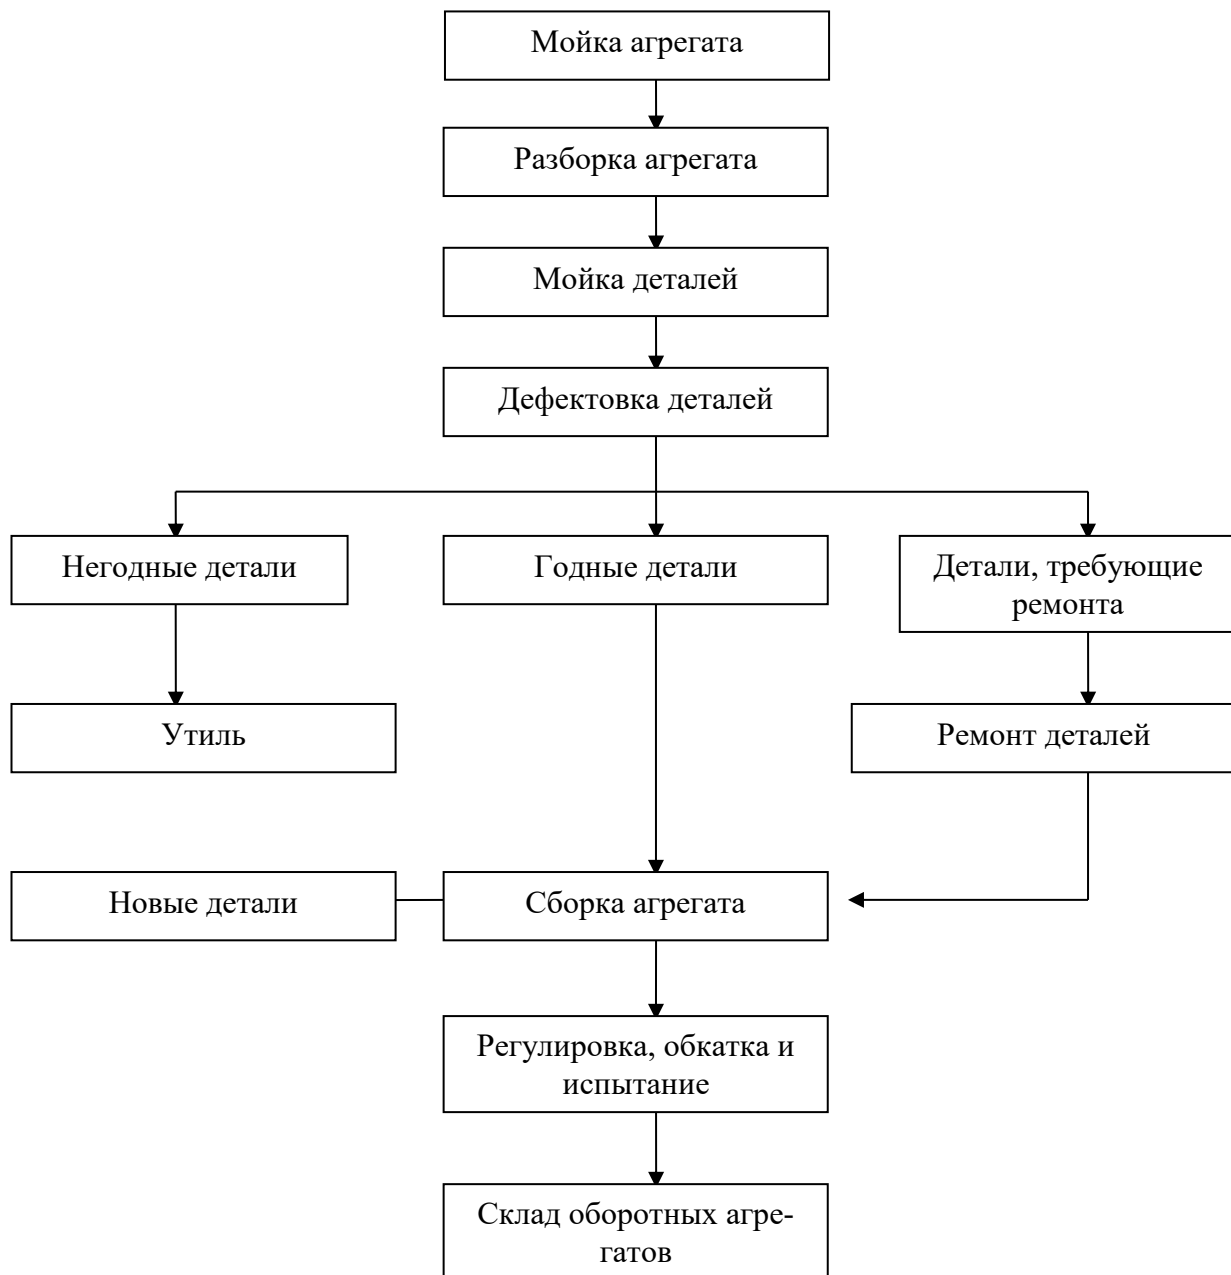 Мойка агрегата
Разборка агрегата
Мойка деталей
Дефектовка деталей
Негодные детали
Годные детали
Детали, требующие
ремонта
Утиль
Ремонт деталей
Новые детали
Сборка агрегата
Регулировка, обкатка и
испытание
Склад оборотных агре-
гатов